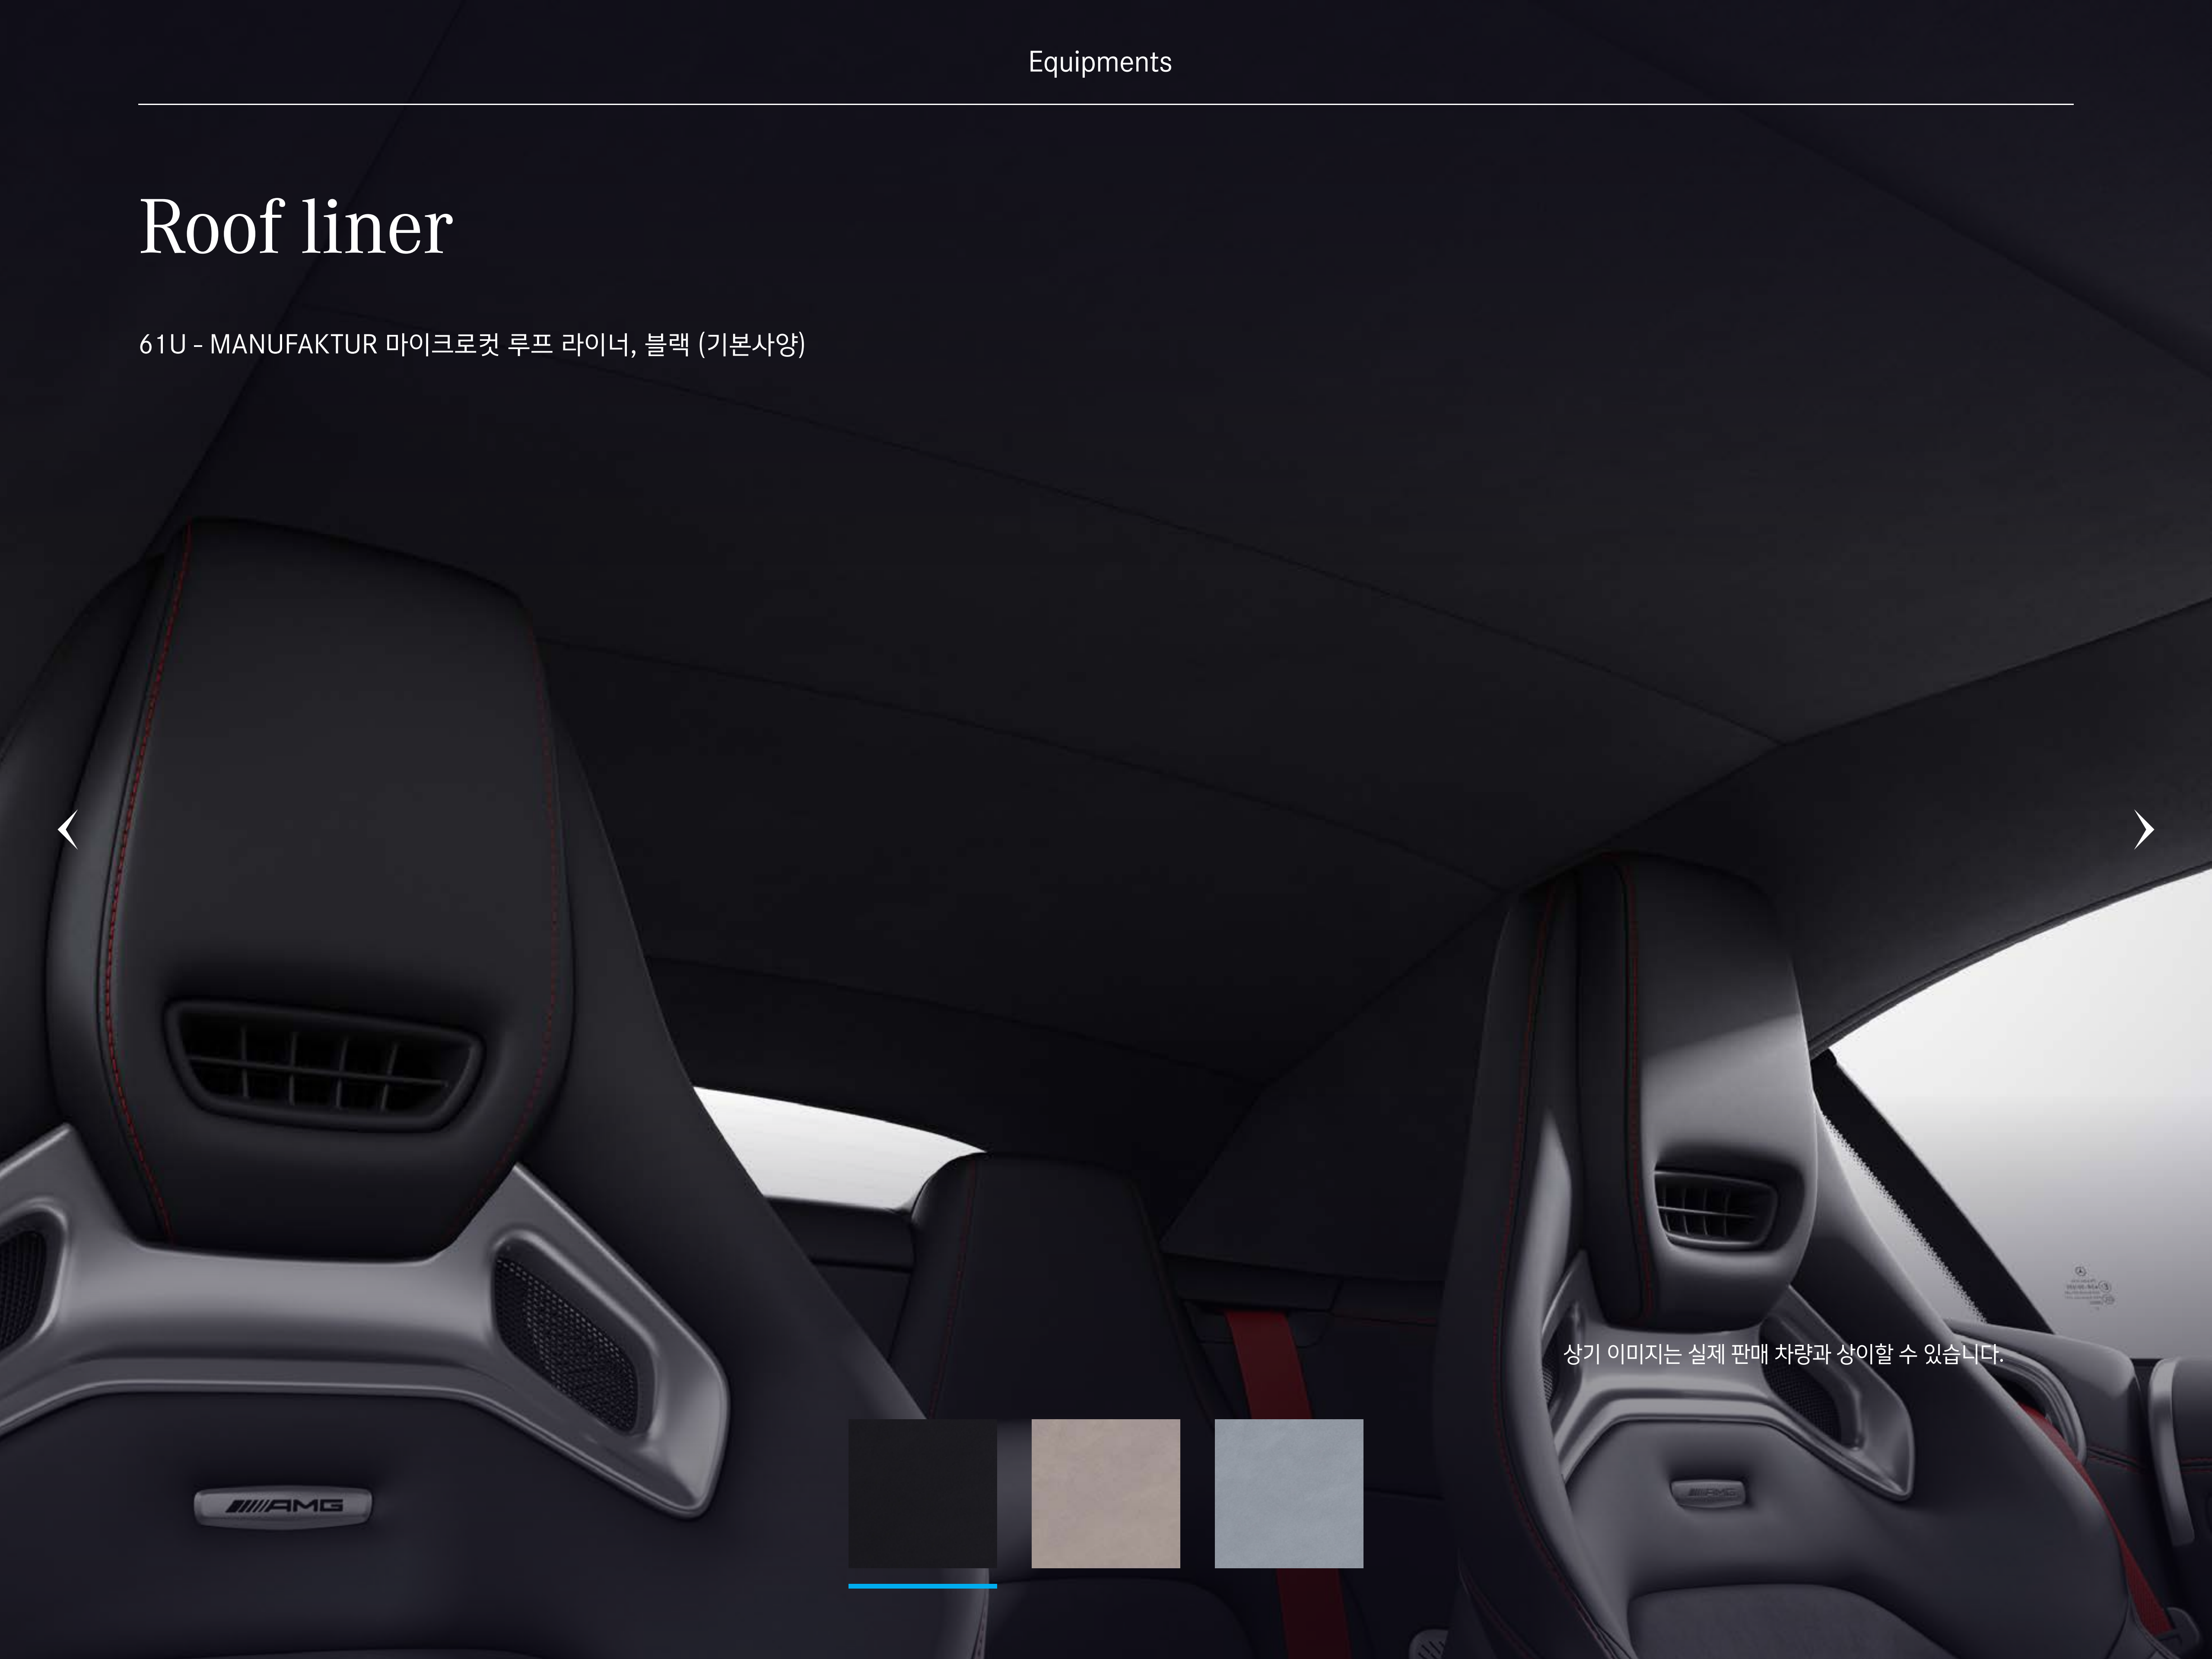 Equipments
Roof liner
61U - MANUFAKTUR 마이크로컷 루프 라이너, 블랙 (기본사양)
상기 이미지는 실제 판매 차량과 상이할 수 있습니다.
AMG
AMG